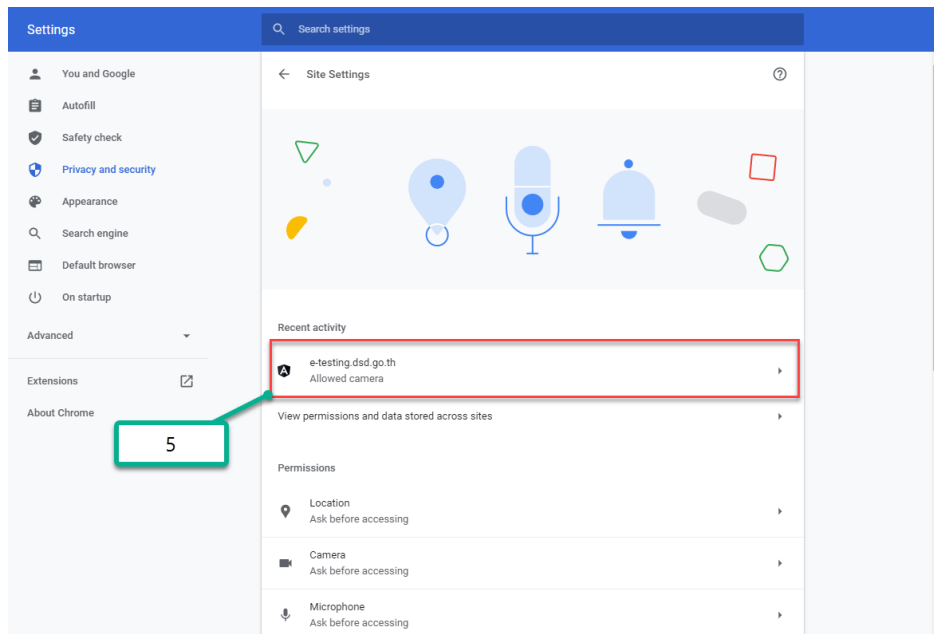 Settings
Search settings
You and Google
Autofill
Safety check
Privacy and security
Appearance
Search engine
Default browser
On startup
Advanced
Extensions
About Chrome
5
Site Settings
Recent activity
e-testing.dsd.go.th
Allowed camera
View permissions and data stored across sites
Permissions
Location
Ask before accessing
Camera
Ask before accessing
Microphone
Ask before accessing